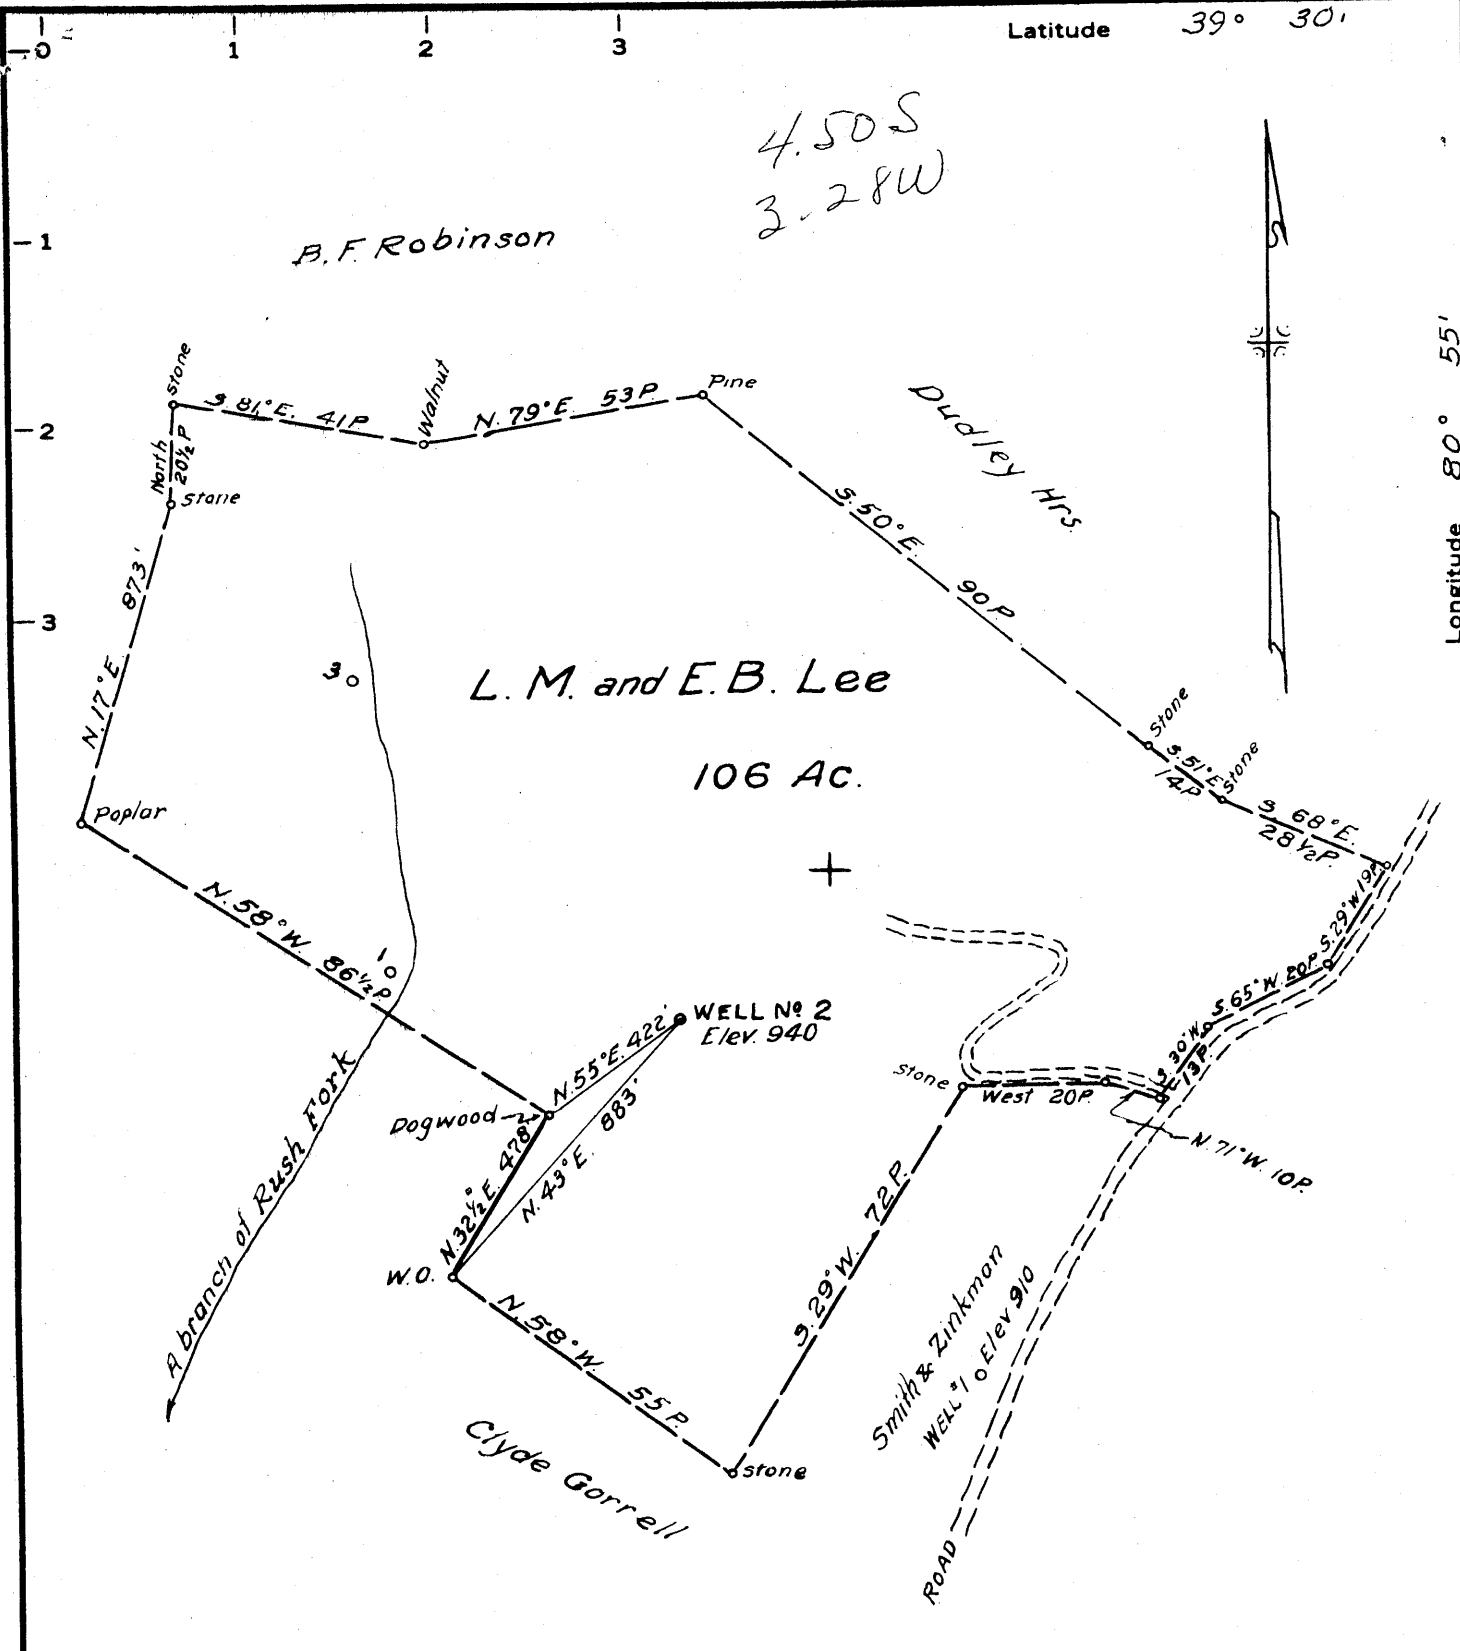 0 1 2 3
Latitude 39° 30'
4.50 S
3.28W
1
B.F. Robinson
Longitude 80° 55'
stone
S. 81° E. 41P
Walnut
N. 79° E. 53P.
Pine
Dudley Hrs.
2
North
20½P
stone
S. 50° E. 90P.
N. 17° E. 873'
3
3
L. M. and E. B. Lee
106 Ac.
stone
S. 51° E.
14P.
stone
S. 68° E.
28½P.
Poplar
N. 58° W. 86½P.
1
S. 29° W. 19P.
S. 65° W. 20P.
S. 30° W.
13P.
WELL Nº 2
Elev. 940
N. 55° E. 422'
stone
West 20P.
N. 71° W. 10P.
Dogwood
N. 43° E. 883'
N. 32½° E. 478'
A branch of Rush Fork
S. 29° W. 72P.
W.O.
N. 58° W. 55P.
Smith & Zinkman
WELL #1 Elev 910
Clyde Gorrell
stone
ROAD